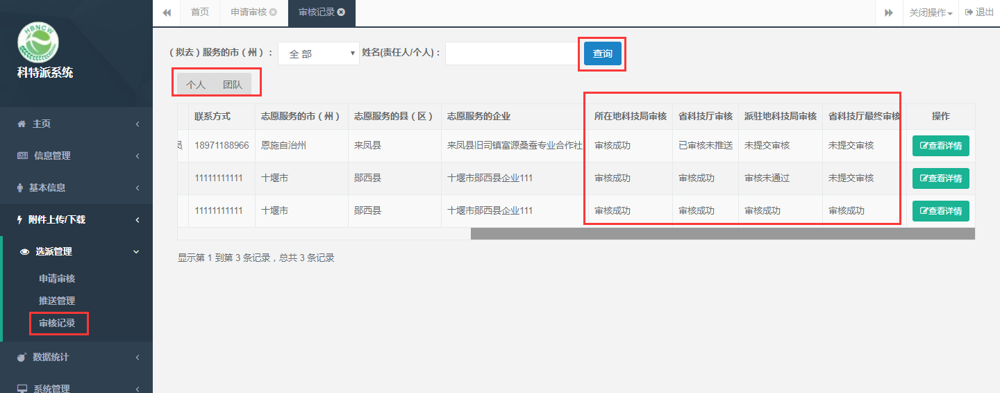 HBNCW
科特派系统
主页
信息管理
基本信息
附件上传/下载
选派管理
申请审核
推送管理
审核记录
数据统计
系统管理
首页 申请审核 审核记录 关闭操作 退出
（拟去）服务的市（州）： 全 部 姓名(责任人/个人)： 查询
个人 团队
联系方式 志愿服务的市（州） 志愿服务的县（区） 志愿服务的企业 所在地科技局审核 省科技厅审核 派驻地科技局审核 省科技厅最终审核 操作
员 18971188966 恩施自治州 来凤县 来凤县旧司镇富源桑蚕专业合作社 审核成功 已审核未推送 未提交审核 未提交审核 查看详情
11111111111 十堰市 郧西县 十堰市郧西县企业111 审核成功 审核成功 审核未通过 未提交审核 查看详情
11111111111 十堰市 郧西县 十堰市郧西县企业111 审核成功 审核成功 审核成功 审核成功 查看详情
显示第 1 到第 3 条记录，总共 3 条记录